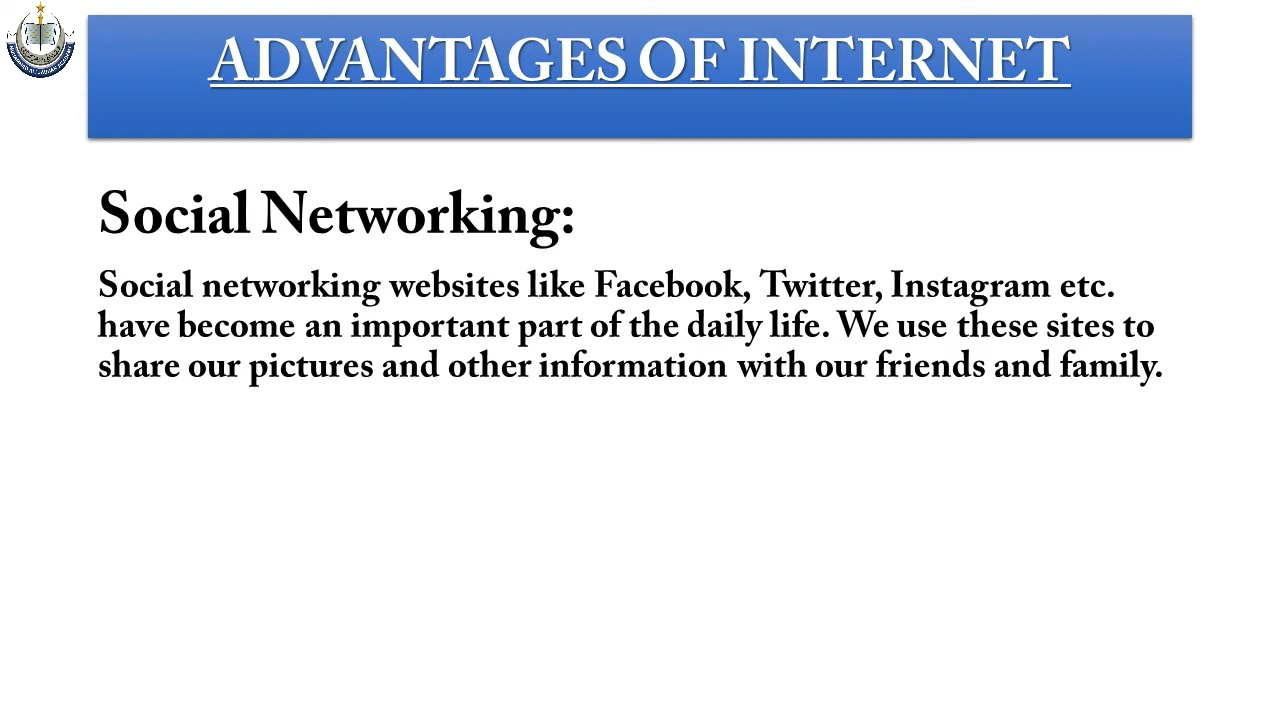 ADVANTAGES OF INTERNET
Social Networking:
Social networking websites like Facebook, Twitter, Instagram etc.
have become an important part of the daily life. We use these sites to
share our pictures and other information with our friends and family.